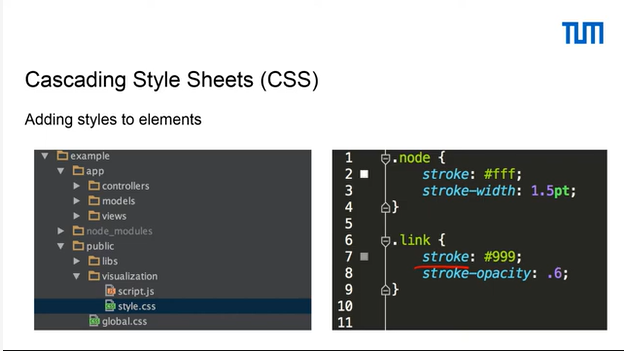 TUM
Cascading Style Sheets (CSS)
Adding styles to elements
example
app
controllers
models
views
node_modules
public
libs
visualization
script.js
style.css
global.css
1 .node {
2 stroke: #fff;
3 stroke-width: 1.5pt;
4 }
5
6 .link {
7 stroke: #999;
8 stroke-opacity: .6;
9 }
10
11